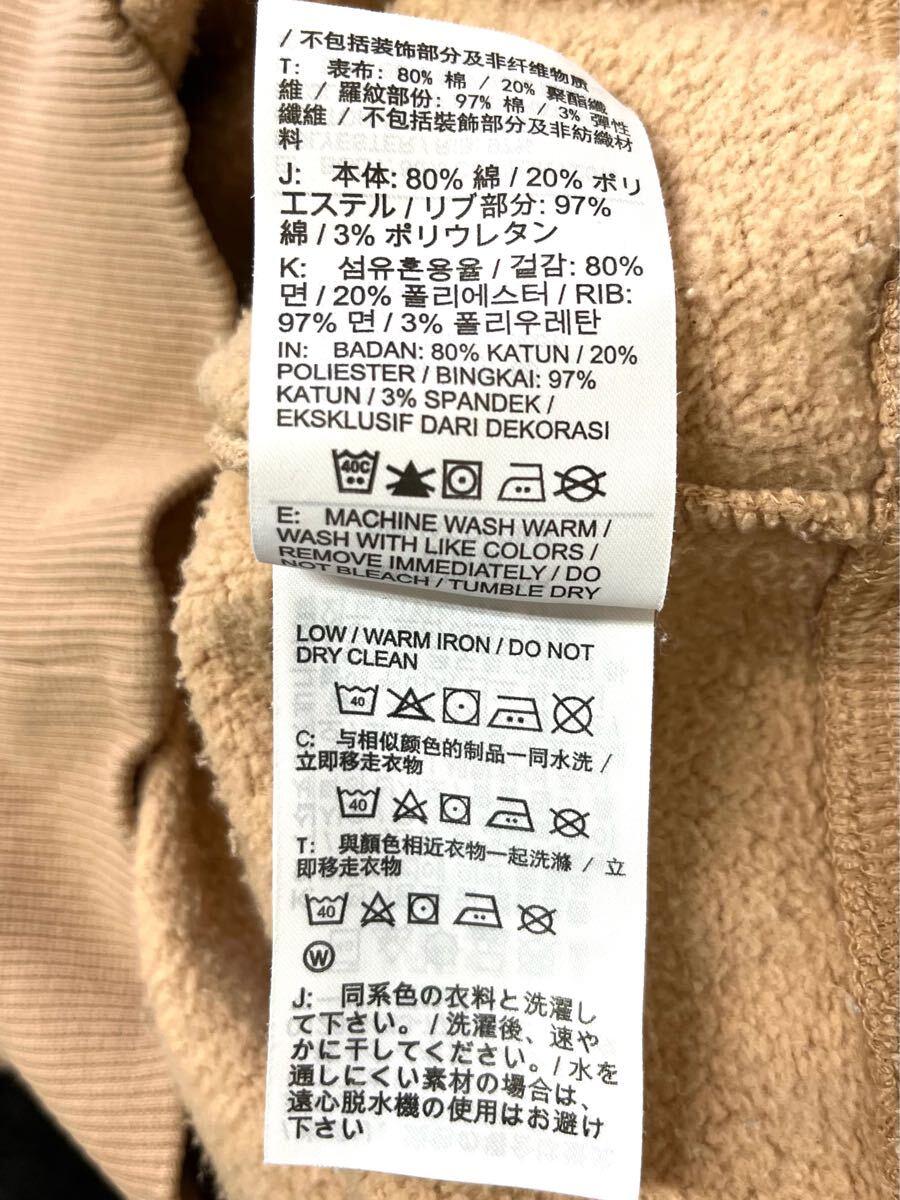 / 不包括装饰部分及非纤维物质
T: 表布: 80% 棉 / 20% 聚酯纖
維 / 羅紋部份: 97% 棉 / 3% 彈性
纖維 / 不包括裝飾部分及非紡織材
料
J: 本体: 80% 綿 / 20% ポリ
エステル / リブ部分: 97%
綿 / 3% ポリウレタン
K: 섬유혼용율 / 겉감: 80%
면 / 20% 폴리에스터 / RIB:
97% 면 / 3% 폴리우레탄
IN: BADAN: 80% KATUN / 20%
POLIESTER / BINGKAI: 97%
KATUN / 3% SPANDEK /
EKSKLUSIF DARI DEKORASI
40C
E: MACHINE WASH WARM /
WASH WITH LIKE COLORS /
REMOVE IMMEDIATELY / DO
NOT BLEACH / TUMBLE DRY
LOW / WARM IRON / DO NOT
DRY CLEAN
40
C: 与相似颜色的制品一同水洗 /
立即移走衣物
40
T: 與顏色相近衣物一起洗滌 / 立
即移走衣物
40
W
J: 同系色の衣料と洗濯し
て下さい。/ 洗濯後、速や
かに干してください。/ 水を
通しにくい素材の場合は、
遠心脱水機の使用はお避け
下さい